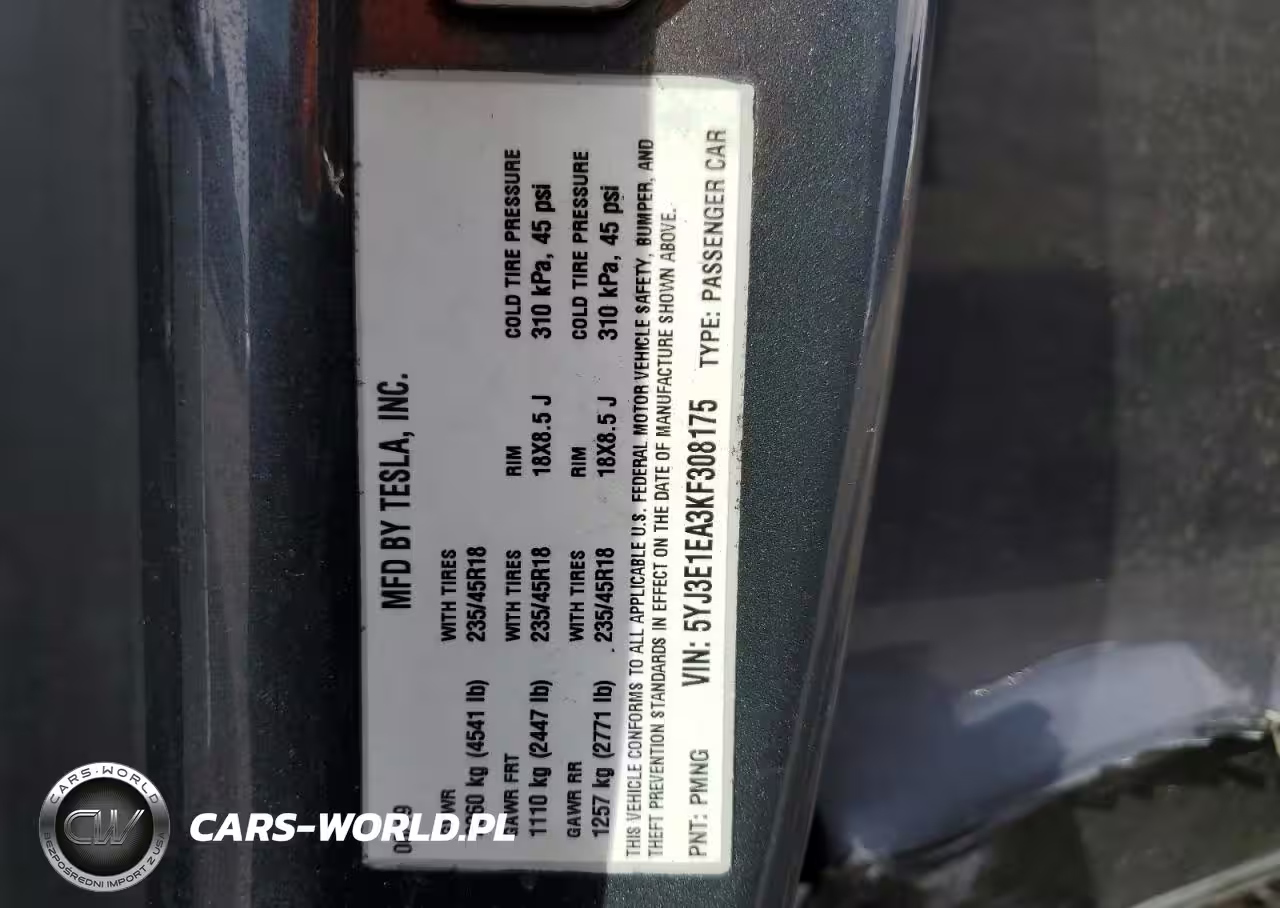 MFD BY TESLA, INC.
WITH TIRES
kg (4541 lb) 235/45R18
GAWR FRT WITH TIRES RIM COLD TIRE PRESSURE
1110 kg (2447 lb) 235/45R18 18X8.5 J 310 kPa, 45 psi
GAWR RR WITH TIRES RIM COLD TIRE PRESSURE
1257 kg (2771 lb) 235/45R18 18X8.5 J 310 kPa, 45 psi
THIS VEHICLE CONFORMS TO ALL APPLICABLE U.S. FEDERAL MOTOR VEHICLE SAFETY, BUMPER, AND
THEFT PREVENTION STANDARDS IN EFFECT ON THE DATE OF MANUFACTURE SHOWN ABOVE.
PNT: PMNG VIN: 5YJ3E1EA3KF308175 TYPE: PASSENGER CAR
CARS-WORLD
CW
BEZPOŚREDNI IMPORT Z USA
CARS-WORLD.PL